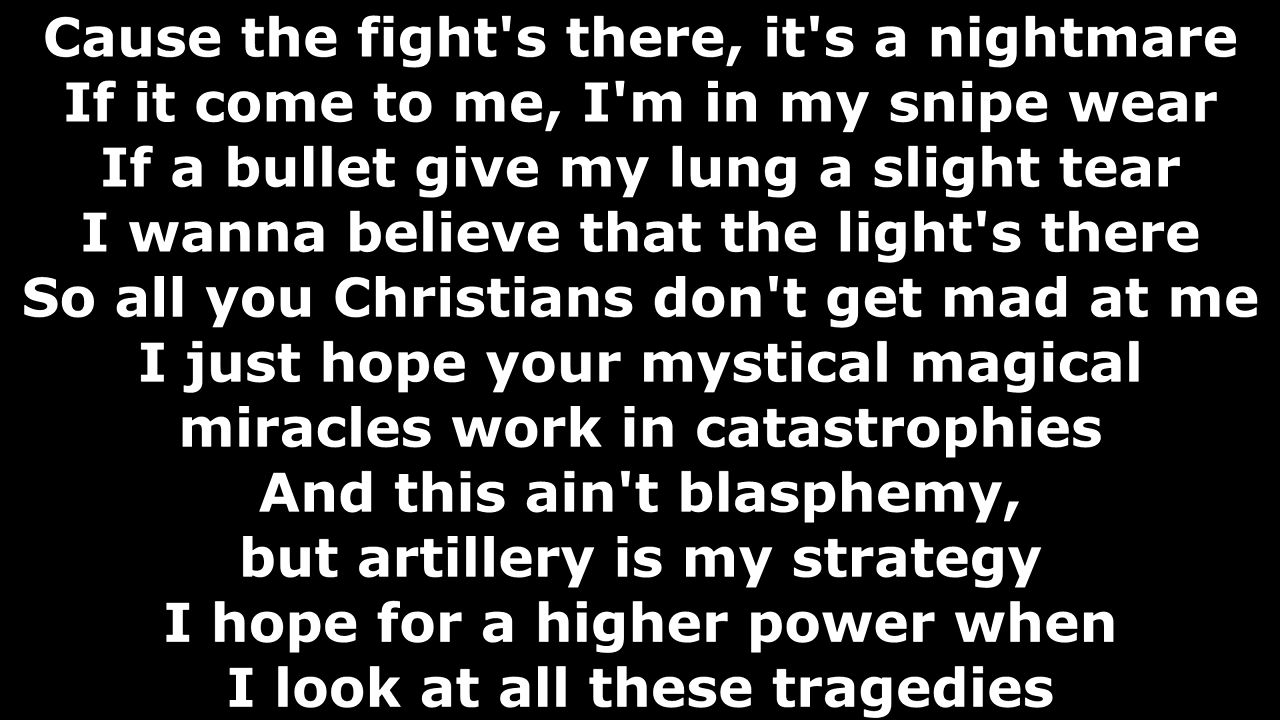 Cause the fight's there, it's a nightmare
If it come to me, I'm in my snipe wear
If a bullet give my lung a slight tear
I wanna believe that the light's there
So all you Christians don't get mad at me
I just hope your mystical magical
miracles work in catastrophies
And this ain't blasphemy,
but artillery is my strategy
I hope for a higher power when
I look at all these tragedies